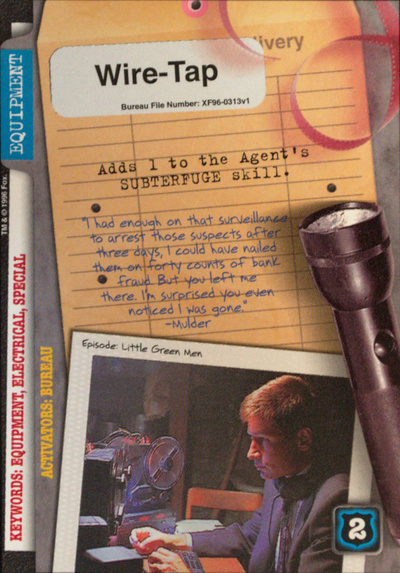 EQUIPMENT
ivery
Wire-Tap
Bureau File Number: XF96-0313v1
Adds 1 to the Agent's
SUBTERFUGE skill.
"I had enough on that surveillance
to arrest those suspects after
three days, I could have nailed
them on forty counts of bank
fraud. But you left me
there. I'm surprised you even
noticed I was gone."
-Mulder
Episode: Little Green Men
2
TM & © 1996 Fox.
KEYWORDS: EQUIPMENT, ELECTRICAL, SPECIAL
ACTIVATORS: BUREAU